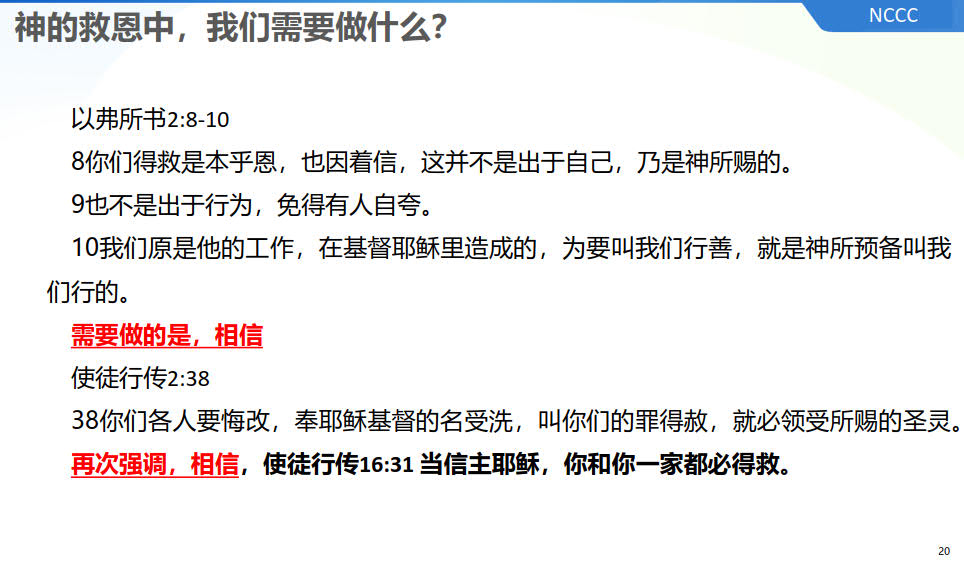 NCCC
神的救恩中，我们需要做什么？
以弗所书2:8-10
8你们得救是本乎恩，也因着信，这并不是出于自己，乃是神所赐的。
9也不是出于行为，免得有人自夸。
10我们原是他的工作，在基督耶稣里造成的，为要叫我们行善，就是神所预备叫我
们行的。
需要做的是，相信
使徒行传2:38
38你们各人要悔改，奉耶稣基督的名受洗，叫你们的罪得赦，就必领受所赐的圣灵。
再次强调，相信，使徒行传16:31 当信主耶稣，你和你一家都必得救。
20